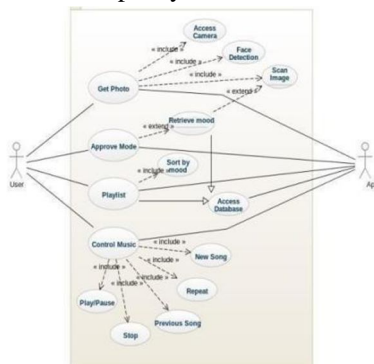 Access
Camera
« include »
Face
Detection
« include »
Scan
Image
« include »
Get Photo
« extend »
Retrieve mood
« extend »
Approve Mode
Sort by
mood
« include »
User
Playlist
Access
Database
Control Music
« include »
New Song
« include »
« include »
« include »
« include »
Repeat
Play/Pause
Previous Song
Stop